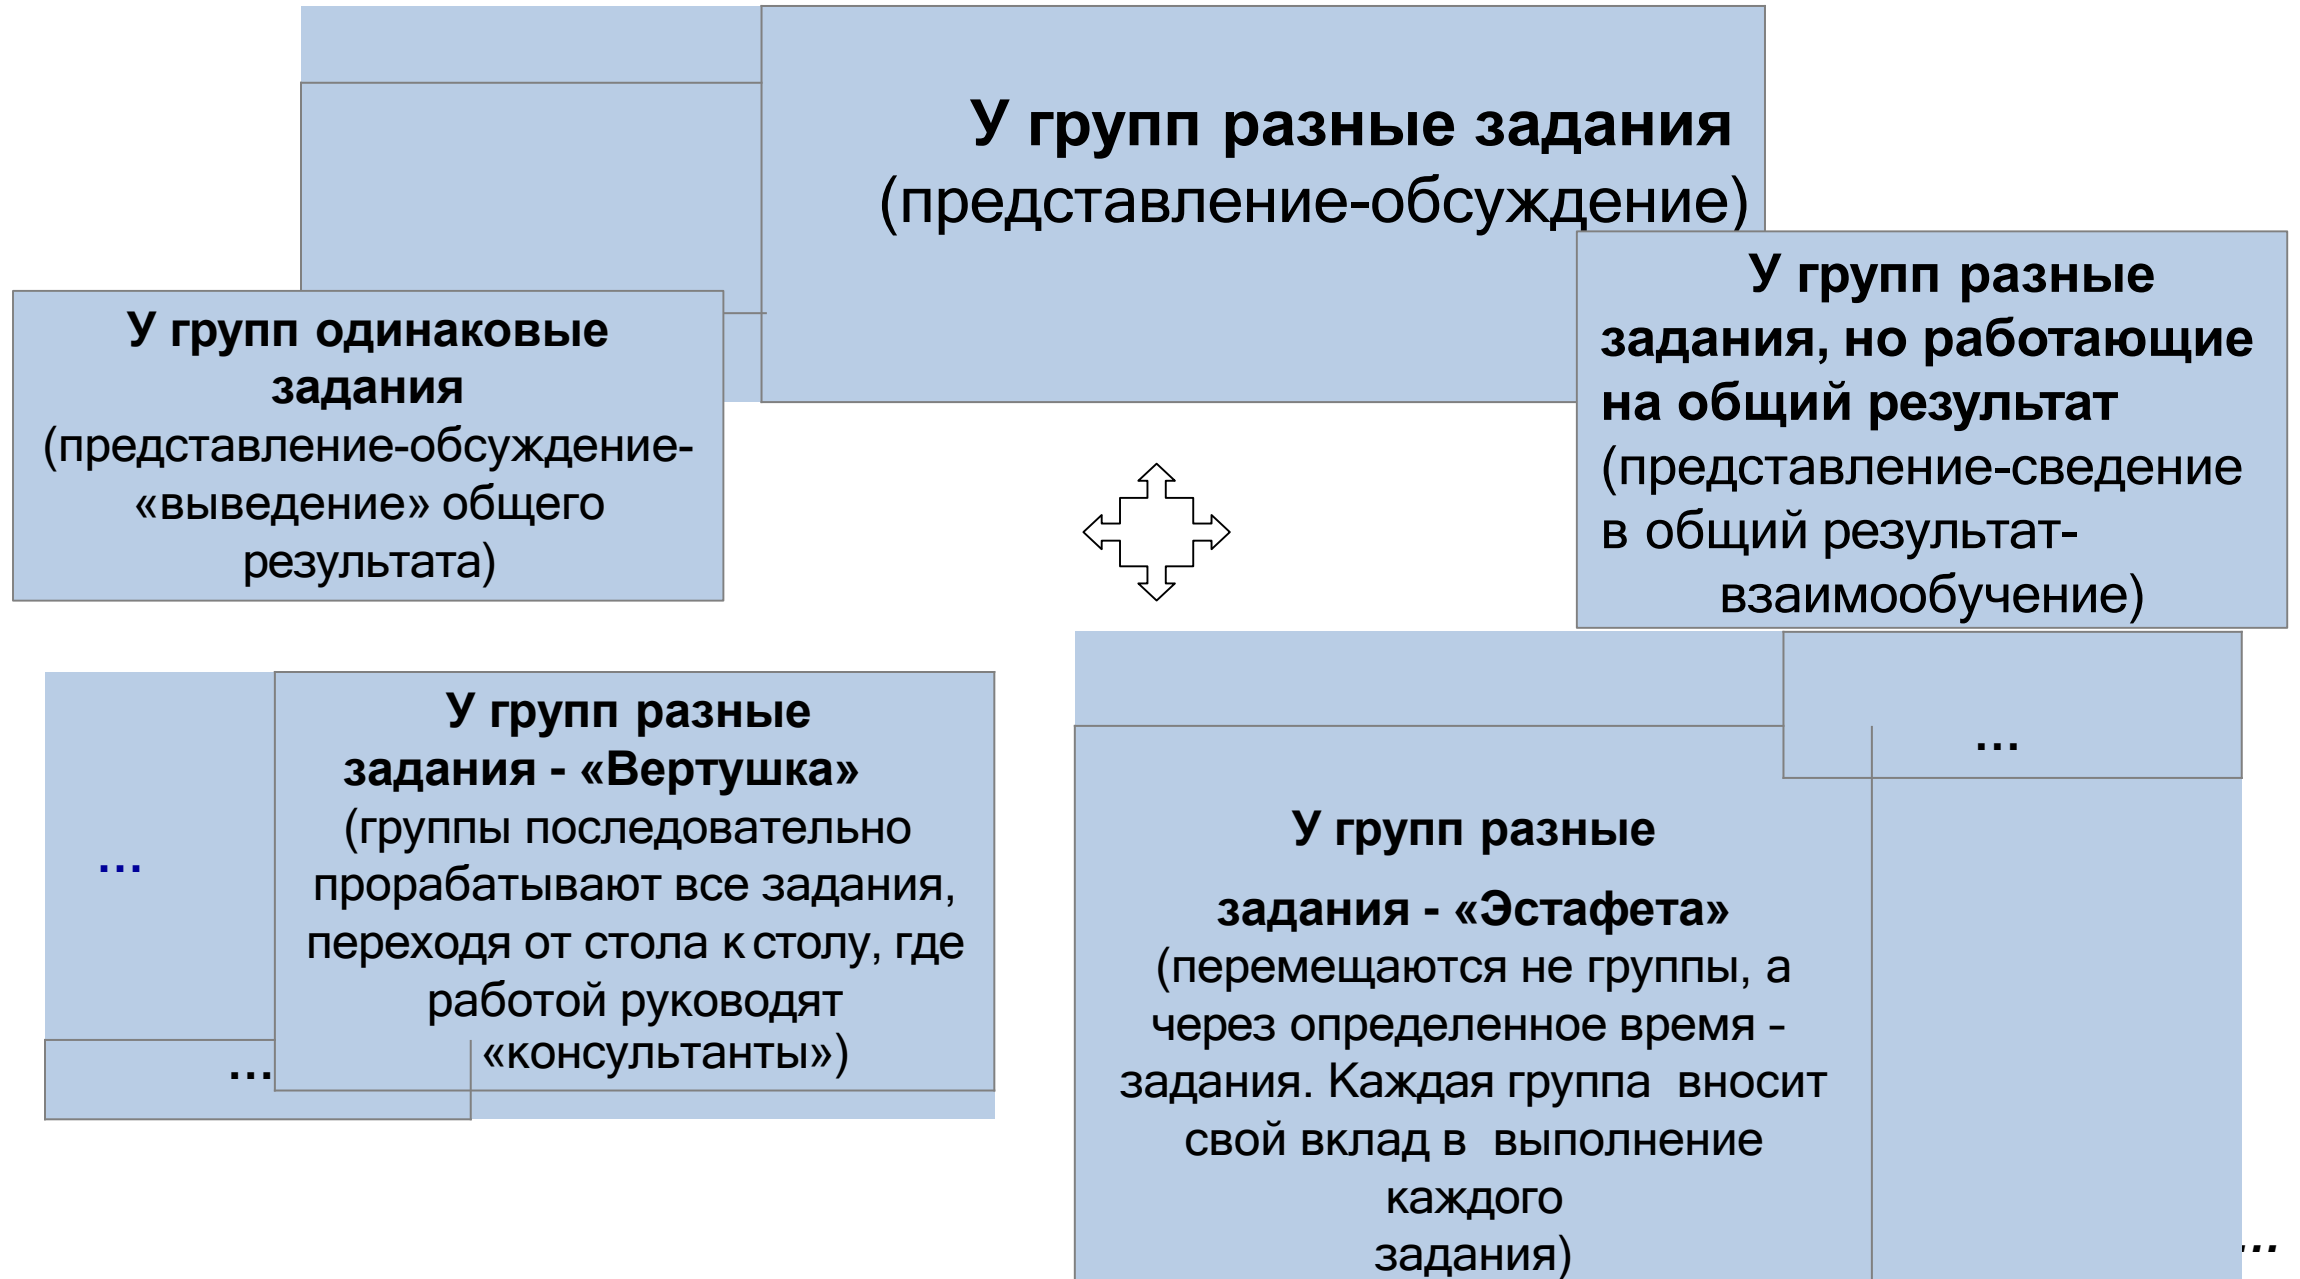 У групп разные задания
(представление-обсуждение)
У групп одинаковые
задания
(представление-обсуждение-
«выведение» общего
результата)
У групп разные
задания, но работающие
на общий результат
(представление-сведение
в общий результат-
взаимообучение)
...
У групп разные
задания - «Вертушка»
(группы последовательно
прорабатывают все задания,
переходя от стола к столу, где
работой руководят
«консультанты»)
...
...
У групп разные
задания - «Эстафета»
(перемещаются не группы, а
через определенное время -
задания. Каждая группа вносит
свой вклад в выполнение
каждого
задания)
...